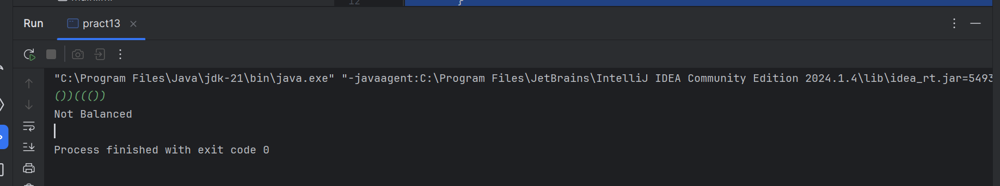 12 }
Run pract13
"C:\Program Files\Java\jdk-21\bin\java.exe" "-javaagent:C:\Program Files\JetBrains\IntelliJ IDEA Community Edition 2024.1.4\lib\idea_rt.jar=5493
())((())
Not Balanced
Process finished with exit code 0